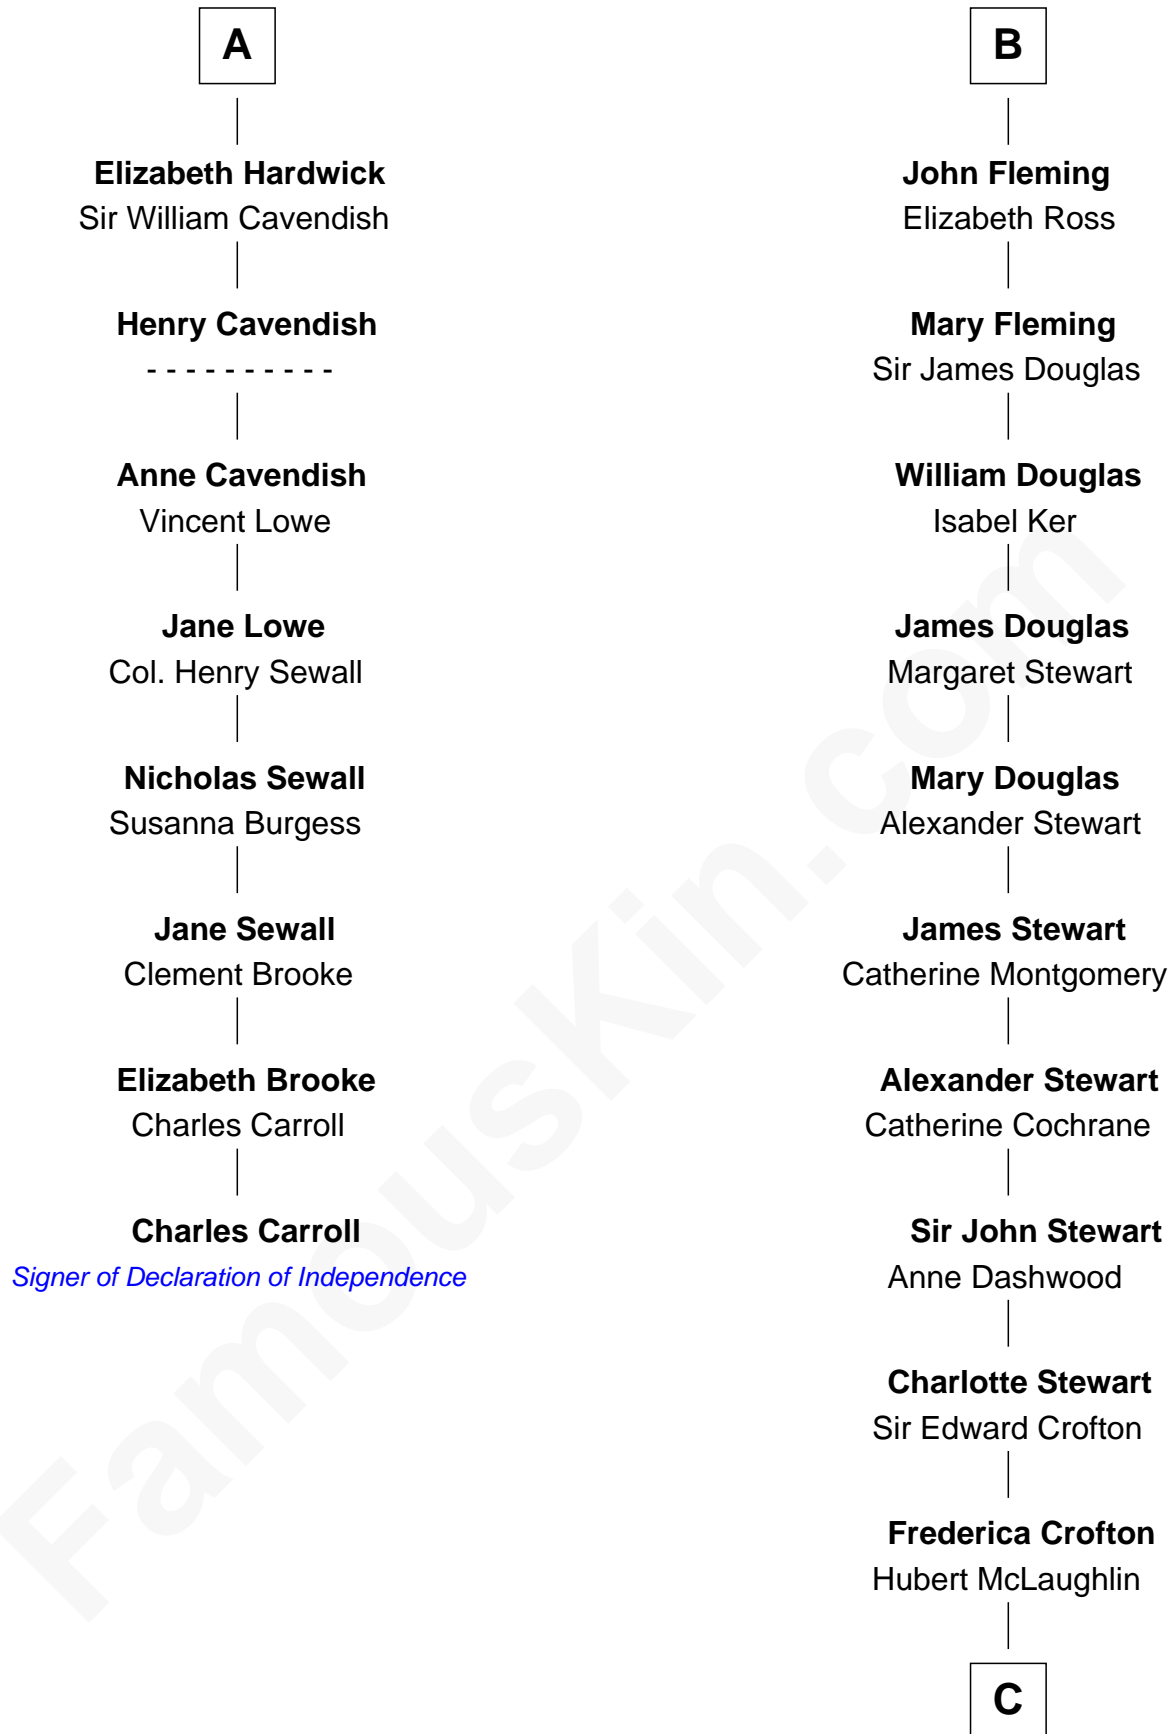 A
Elizabeth Hardwick
Sir William Cavendish
Henry Cavendish
- - - - - - - - - -
Anne Cavendish
Vincent Lowe
Jane Lowe
Col. Henry Sewall
Nicholas Sewall
Susanna Burgess
Jane Sewall
Clement Brooke
Elizabeth Brooke
Charles Carroll
Charles Carroll
Signer of Declaration of Independence
B
John Fleming
Elizabeth Ross
Mary Fleming
Sir James Douglas
William Douglas
Isabel Ker
James Douglas
Margaret Stewart
Mary Douglas
Alexander Stewart
James Stewart
Catherine Montgomery
Alexander Stewart
Catherine Cochrane
Sir John Stewart
Anne Dashwood
Charlotte Stewart
Sir Edward Crofton
Frederica Crofton
Hubert McLaughlin
C
FamousKin.com